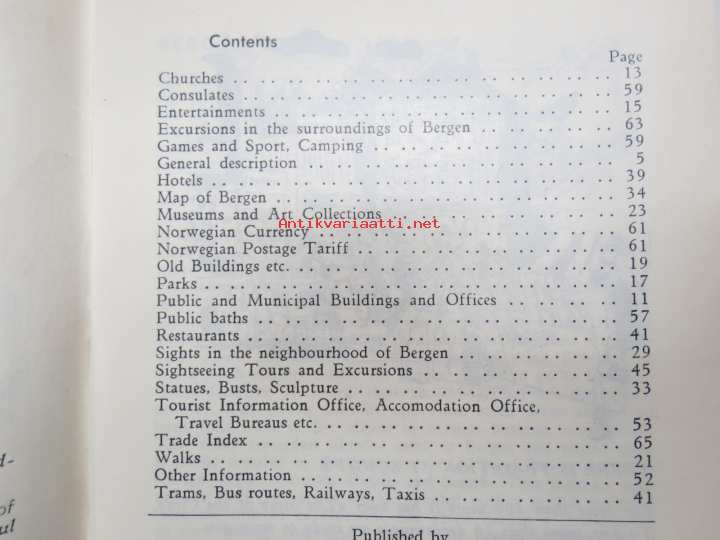 Contents
Page
Churches . . . . . . . . . . . . . . . . 13
Consulates . . . . . . . . . . . . . . . . 59
Entertainments . . . . . . . . . . . . . . 15
Excursions in the surroundings of Bergen . . . . . . 63
Games and Sport, Camping . . . . . . . . . . 59
General description . . . . . . . . . . . . . 5
Hotels . . . . . . . . . . . . . . . . . 39
Map of Bergen . . . . . . . . . . . . . . 34
Museums and Art Collections . . . . . . . . . 23
Antikvariaatti.net
Norwegian Currency . . . . . . . . . . . . 61
Norwegian Postage Tariff . . . . . . . . . . . 61
Old Buildings etc. . . . . . . . . . . . . . 19
Parks . . . . . . . . . . . . . . . . . 17
Public and Municipal Buildings and Offices . . . . . 11
Public baths . . . . . . . . . . . . . . . 57
Restaurants . . . . . . . . . . . . . . . 41
Sights in the neighbourhood of Bergen . . . . . . . 29
Sightseeing Tours and Excursions . . . . . . . . 45
Statues, Busts, Sculpture . . . . . . . . . . . 33
Tourist Information Office, Accomodation Office,
Travel Bureaus etc. . . . . . . . . . . . . 53
Trade Index . . . . . . . . . . . . . . . 65
Walks . . . . . . . . . . . . . . . . . 21
Other Information . . . . . . . . . . . . . 52
Trams, Bus routes, Railways, Taxis . . . . . . . . 41
Published by
d-
of
ul